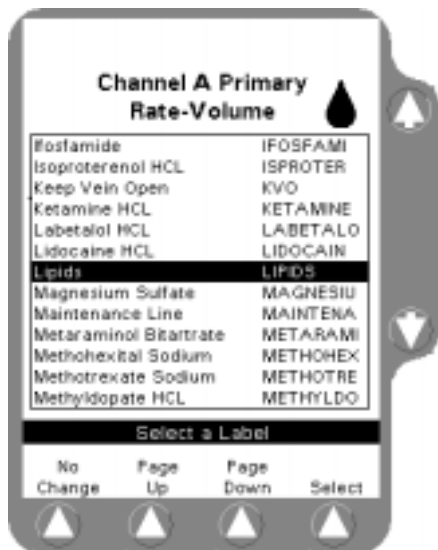 Channel A Primary
Rate-Volume
Ifosfamide IFOSFAMI
Isoproterenol HCL ISPROTER
Keep Vein Open KVO
Ketamine HCL KETAMINE
Labetalol HCL LABETALO
Lidocaine HCL LIDOCAIN
Lipids LIPIDS
Magnesium Sulfate MAGNESIU
Maintenance Line MAINTENA
Metaraminol Bitartrate METARAMI
Methohexital Sodium METHOHEX
Methotrexate Sodium METHOTRE
Methyldopate HCL METHYLDO
Select a Label
No Page Page
Change Up Down Select